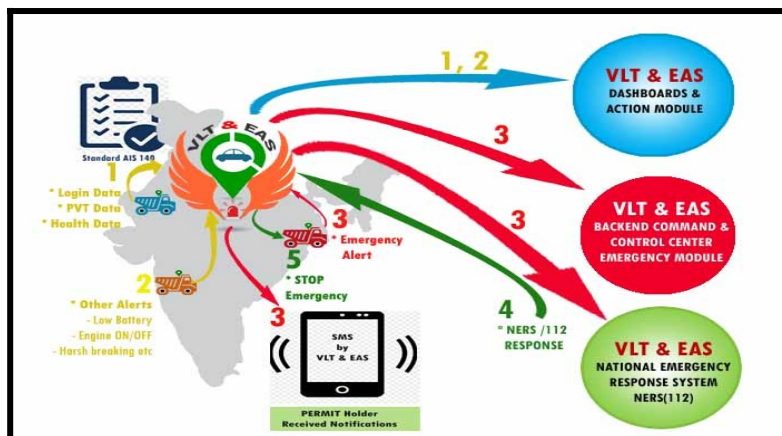 1, 2
VLT & EAS
DASHBOARDS &
ACTION MODULE
VLT & EAS
Standard AIS 140
1
* Login Data
* PVT Data
* Health Data
3
VLT & EAS
BACKEND COMMAND &
CONTROL CENTER
EMERGENCY MODULE
3
3
* Emergency
Alert
2
* Other Alerts
- Low Battery
- Engine ON/OFF
- Harsh breaking etc
5
* STOP
Emergency
3
SMS
by
VLT & EAS
PERMIT Holder
Received Notifications
4
* NERS /112
RESPONSE
VLT & EAS
NATIONAL EMERGENCY
RESPONSE SYSTEM
NERS(112)